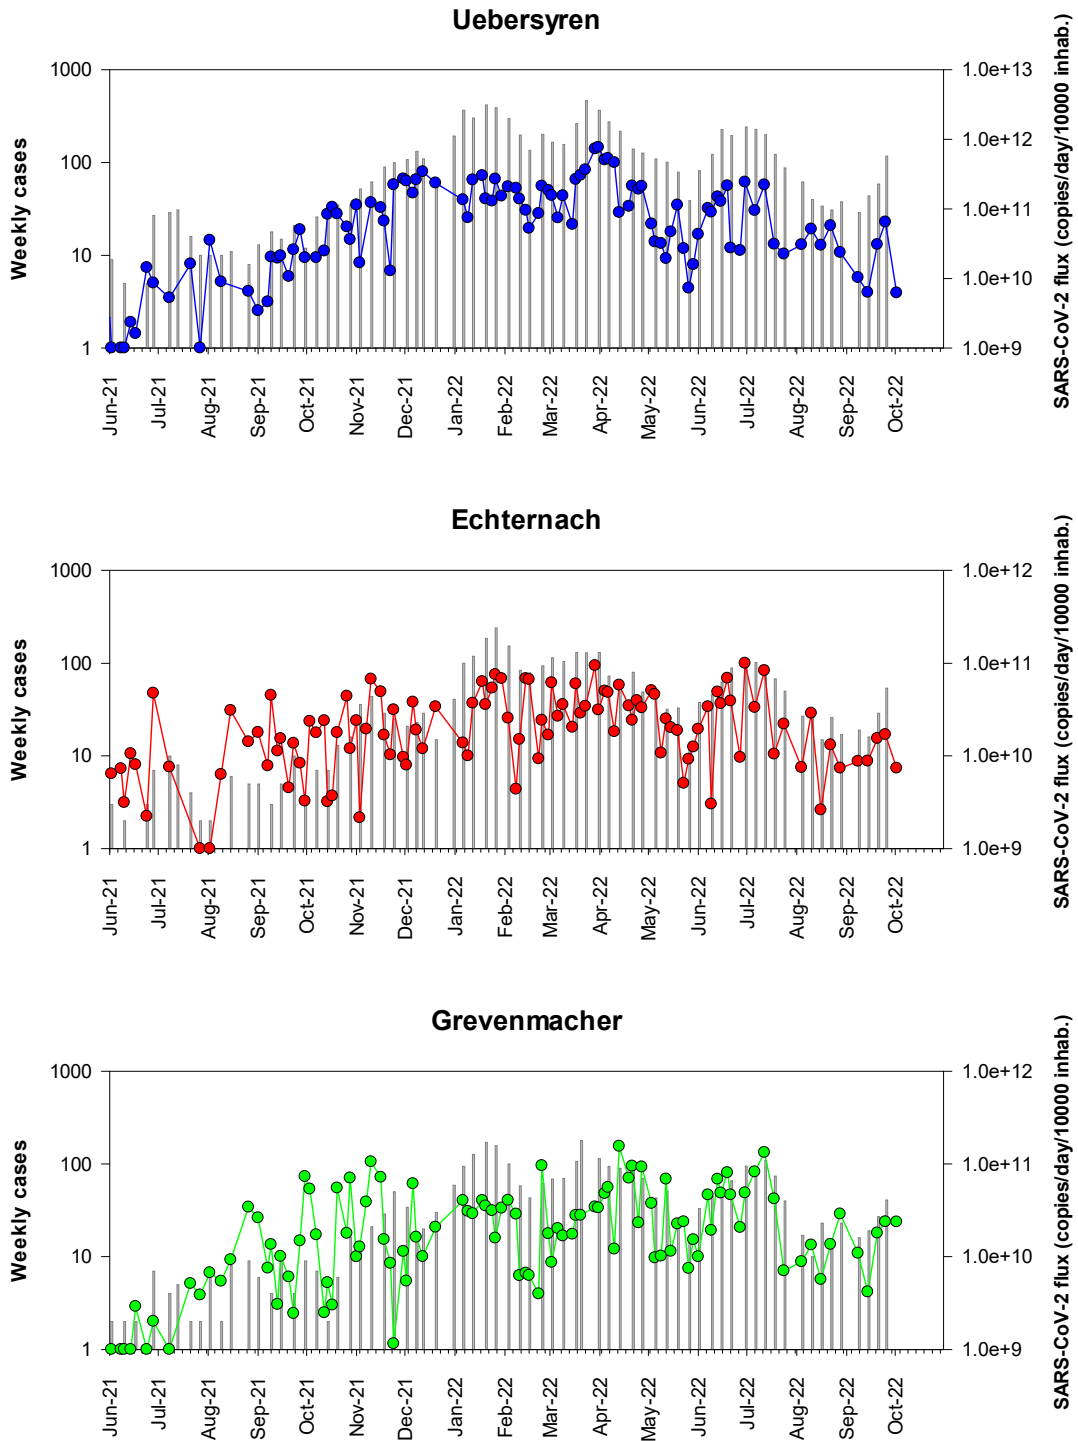 Uebersyren
Weekly cases
1000
100
10
1
1.0e+13
1.0e+12
1.0e+11
1.0e+10
1.0e+9
SARS-CoV-2 flux (copies/day/10000 inhab.)
Jun-21
Jul-21
Aug-21
Sep-21
Oct-21
Nov-21
Dec-21
Jan-22
Feb-22
Mar-22
Apr-22
May-22
Jun-22
Jul-22
Aug-22
Sep-22
Oct-22
Echternach
Weekly cases
1000
100
10
1
1.0e+12
1.0e+11
1.0e+10
1.0e+9
SARS-CoV-2 flux (copies/day/10000 inhab.)
Jun-21
Jul-21
Aug-21
Sep-21
Oct-21
Nov-21
Dec-21
Jan-22
Feb-22
Mar-22
Apr-22
May-22
Jun-22
Jul-22
Aug-22
Sep-22
Oct-22
Grevenmacher
Weekly cases
1000
100
10
1
1.0e+12
1.0e+11
1.0e+10
1.0e+9
SARS-CoV-2 flux (copies/day/10000 inhab.)
Jun-21
Jul-21
Aug-21
Sep-21
Oct-21
Nov-21
Dec-21
Jan-22
Feb-22
Mar-22
Apr-22
May-22
Jun-22
Jul-22
Aug-22
Sep-22
Oct-22